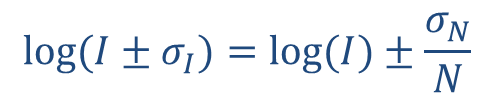 log(I ± σ_I) = log(I) ± σ_N/N